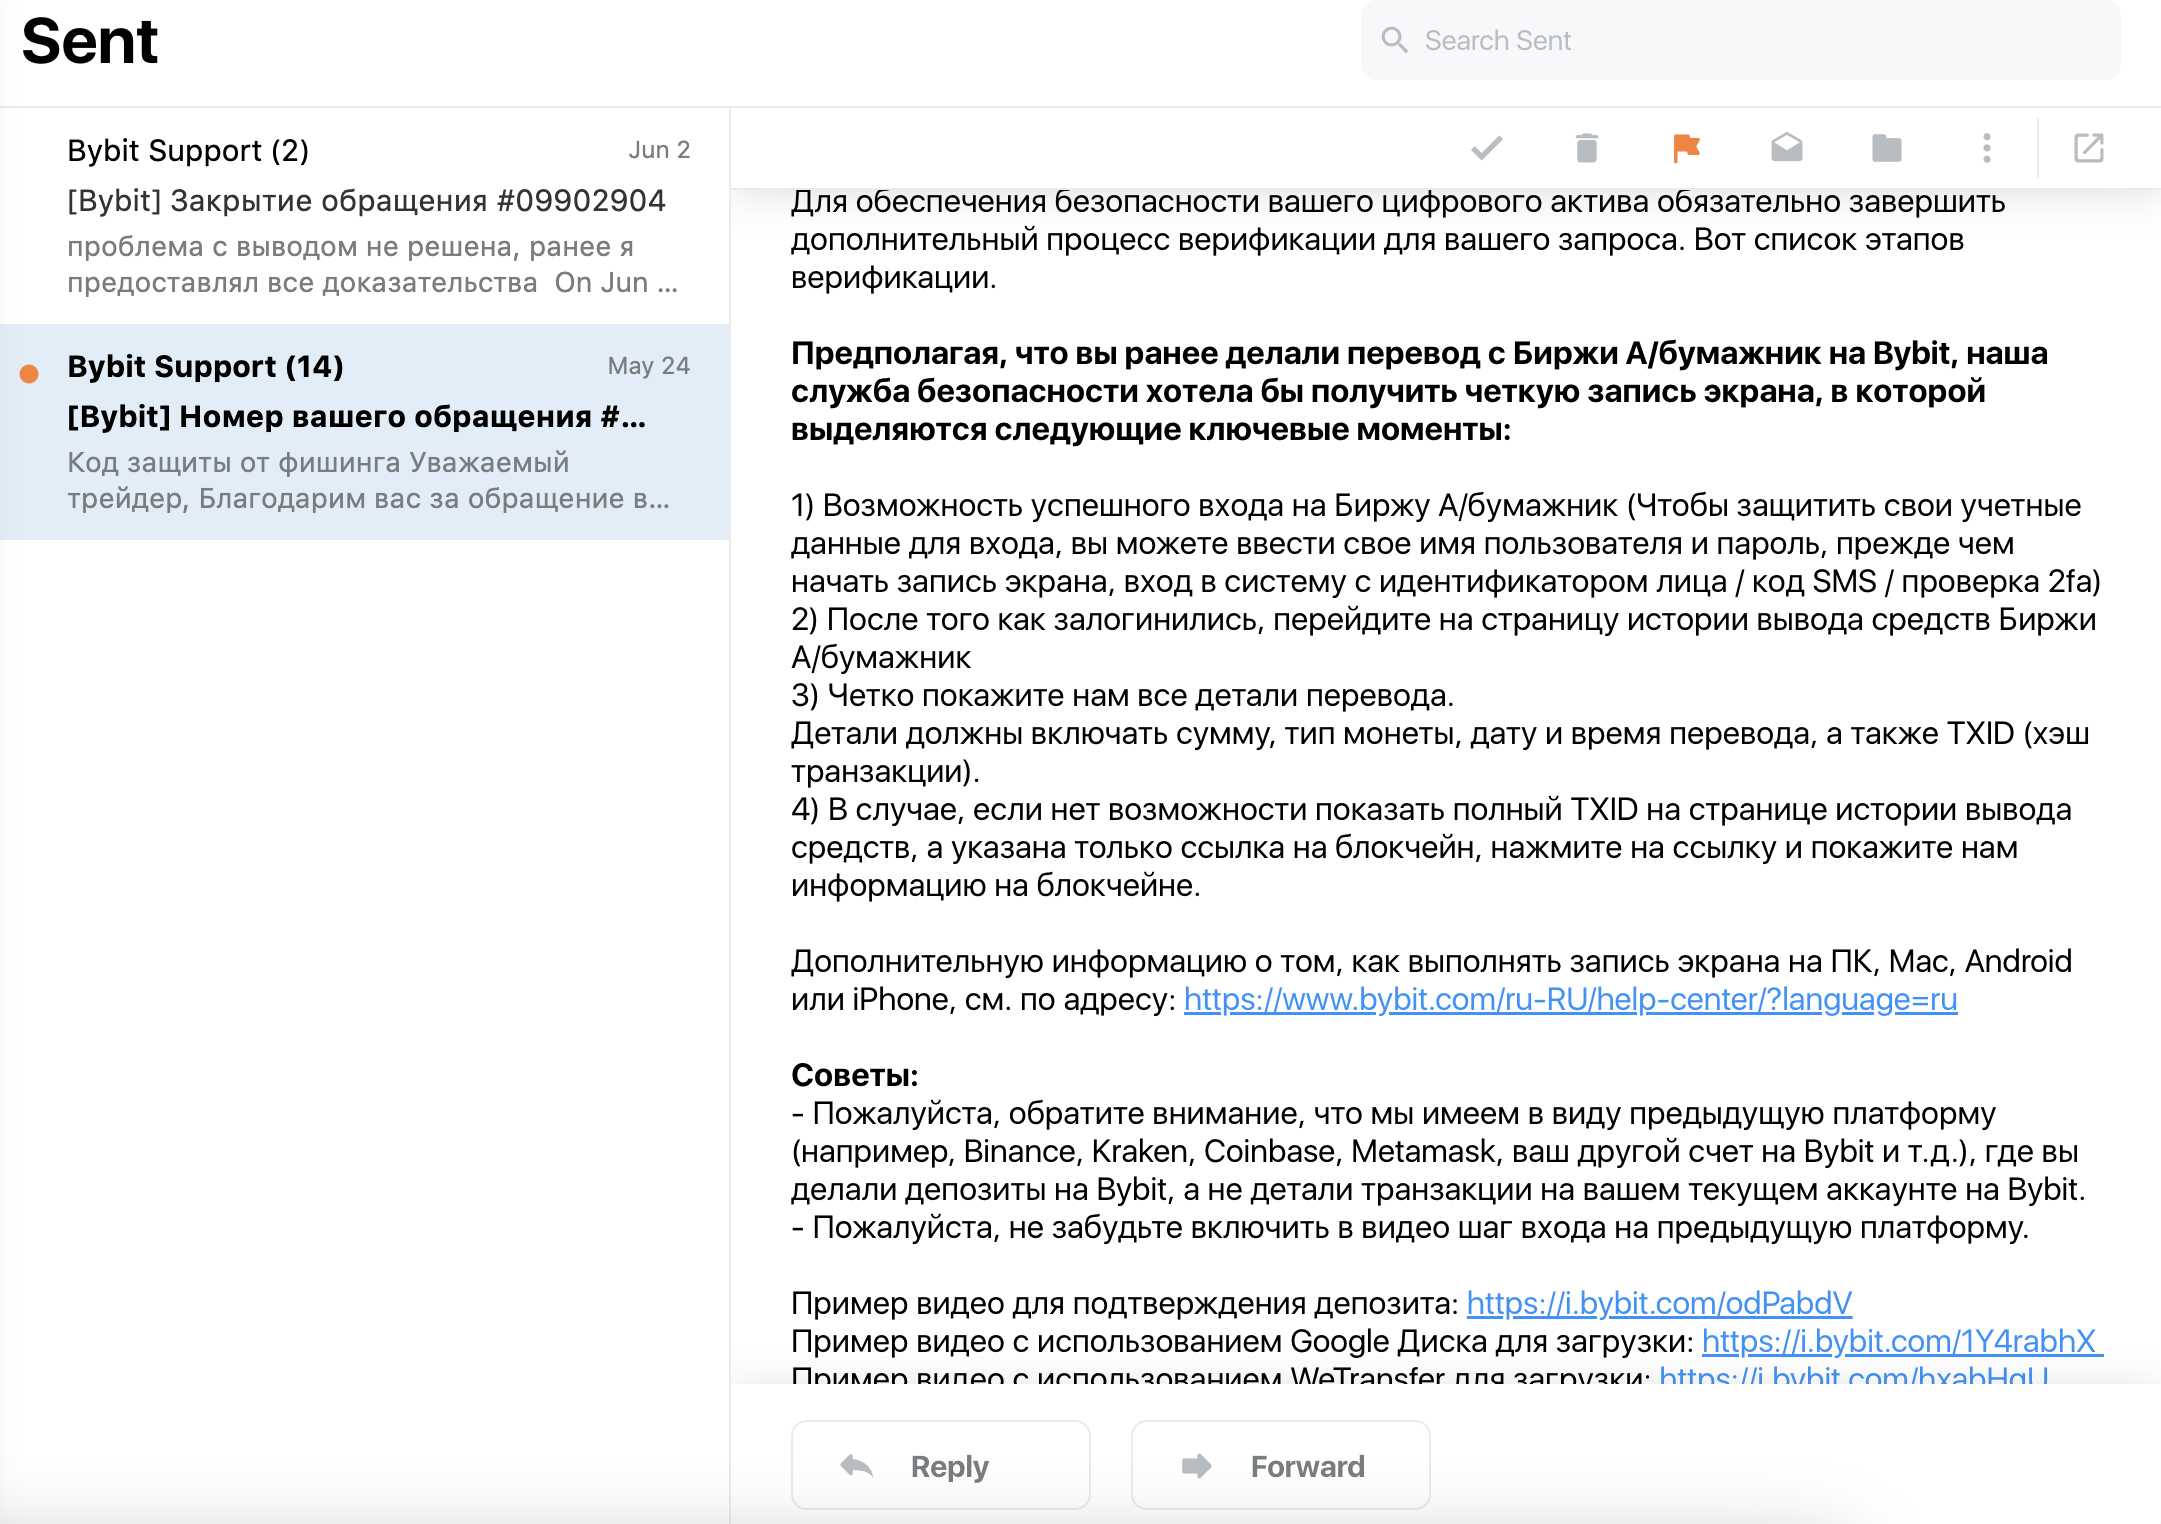 Sent
Search Sent
Bybit Support (2)
Jun 2
[Bybit] Закрытие обращения #09902904
проблема с выводом не решена, ранее я
предоставлял все доказательства On Jun ...
Bybit Support (14)
May 24
[Bybit] Номер вашего обращения #...
Код защиты от фишинга Уважаемый
трейдер, Благодарим вас за обращение в...
Для обеспечения безопасности вашего цифрового актива обязательно завершить
дополнительный процесс верификации для вашего запроса. Вот список этапов
верификации.
Предполагая, что вы ранее делали перевод с Биржи А/бумажник на Bybit, наша
служба безопасности хотела бы получить четкую запись экрана, в которой
выделяются следующие ключевые моменты:
1) Возможность успешного входа на Биржу А/бумажник (Чтобы защитить свои учетные
данные для входа, вы можете ввести свое имя пользователя и пароль, прежде чем
начать запись экрана, вход в систему с идентификатором лица / код SMS / проверка 2fa)
2) После того как залогинились, перейдите на страницу истории вывода средств Биржи
А/бумажник
3) Четко покажите нам все детали перевода.
Детали должны включать сумму, тип монеты, дату и время перевода, а также TXID (хэш
транзакции).
4) В случае, если нет возможности показать полный TXID на странице истории вывода
средств, а указана только ссылка на блокчейн, нажмите на ссылку и покажите нам
информацию на блокчейне.
Дополнительную информацию о том, как выполнять запись экрана на ПК, Mac, Android
или iPhone, см. по адресу: https://www.bybit.com/ru-RU/help-center/?language=ru
Советы:
- Пожалуйста, обратите внимание, что мы имеем в виду предыдущую платформу
(например, Binance, Kraken, Coinbase, Metamask, ваш другой счет на Bybit и т.д.), где вы
делали депозиты на Bybit, а не детали транзакции на вашем текущем аккаунте на Bybit.
- Пожалуйста, не забудьте включить в видео шаг входа на предыдущую платформу.
Пример видео для подтверждения депозита: https://i.bybit.com/odPabdV
Пример видео с использованием Google Диска для загрузки: https://i.bybit.com/1Y4rabhX
Пример видео с использованием WeTransfer для загрузки:
Reply
Forward